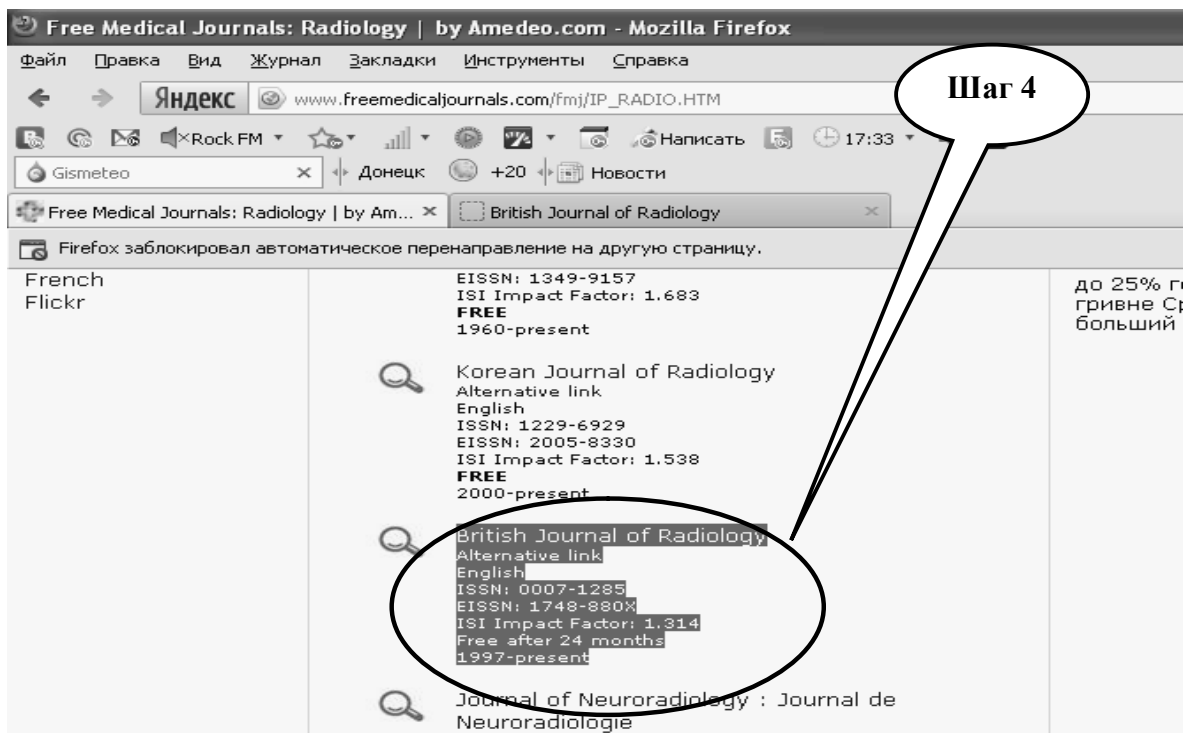 Free Medical Journals: Radiology | by Amedeo.com - Mozilla Firefox
Файл Правка Вид Журнал Закладки Инструменты Справка
Шаг 4
Яндекс www.freemedicaljournals.com/fmj/IP_RADIO.HTM
Rock FM Написать 17:33
Gismeteo Донецк +20 Новости
Free Medical Journals: Radiology | by Am... British Journal of Radiology
Firefox заблокировал автоматическое перенаправление на другую страницу.
French
Flickr
EISSN: 1349-9157
ISI Impact Factor: 1.683
FREE
1960-present
Korean Journal of Radiology
Alternative link
English
ISSN: 1229-6929
EISSN: 2005-8330
ISI Impact Factor: 1.538
FREE
2000-present
British Journal of Radiology
Alternative link
English
ISSN: 0007-1285
EISSN: 1748-880X
ISI Impact Factor: 1.314
Free after 24 months
1997-present
Journal of Neuroradiology : Journal de
Neuroradiologie
до 25%
гривне
больший